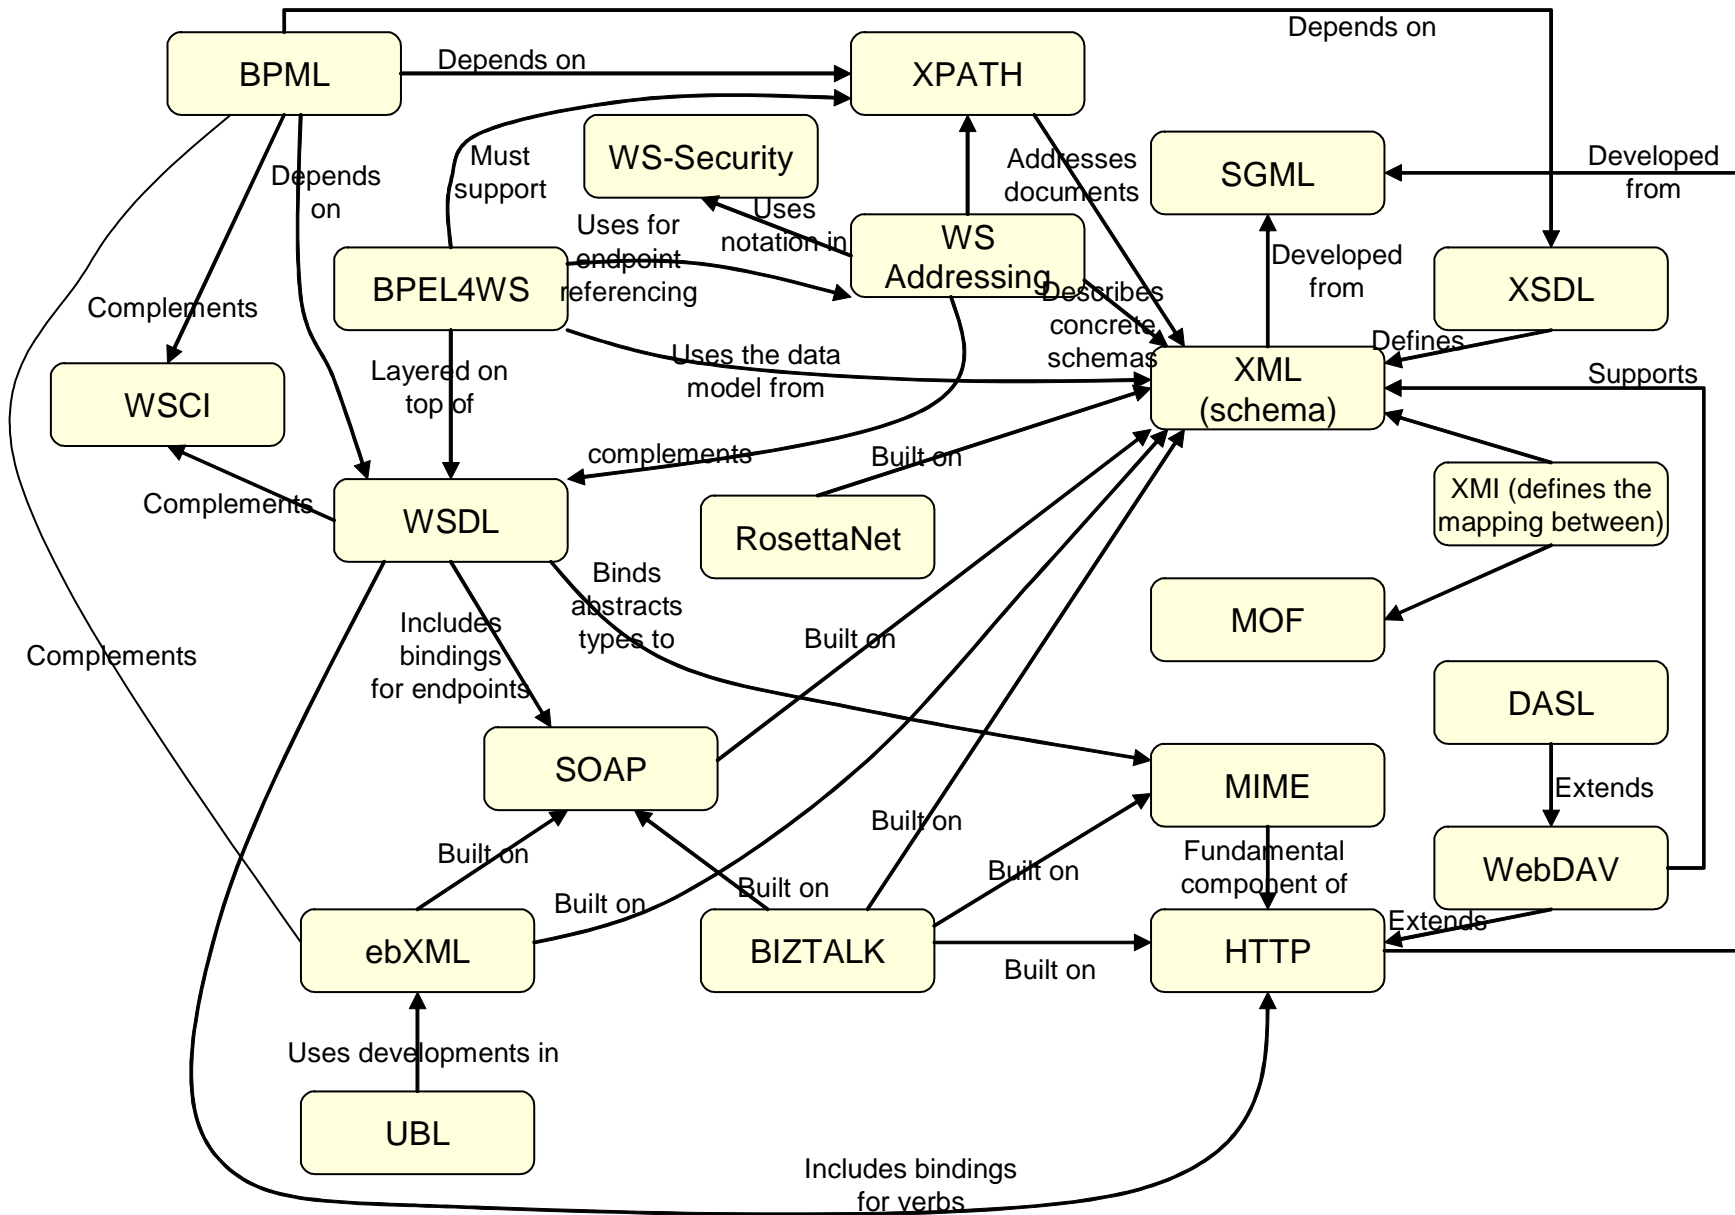 Depends on
BPML
Depends on
XPATH
WS-Security
Must
support
Addresses
documents
SGML
Developed
from
Depends
on
Uses
notation in
Uses for
endpoint
referencing
BPEL4WS
WS
Addressing
Developed
from
XSDL
Complements
Describes
concrete
schemas
Defines
Layered on
top of
Uses the data
model from
XML
(schema)
Supports
WSCI
complements
Built on
Complements
WSDL
RosettaNet
XMI (defines the
mapping between)
Binds
abstracts
types to
MOF
Includes
bindings
for endpoints
Built on
Complements
DASL
SOAP
MIME
Extends
Built on
Built on
Fundamental
component of
Built on
Built on
Built on
WebDAV
Extends
ebXML
BIZTALK
Built on
HTTP
Uses developments in
UBL
Includes bindings
for verbs